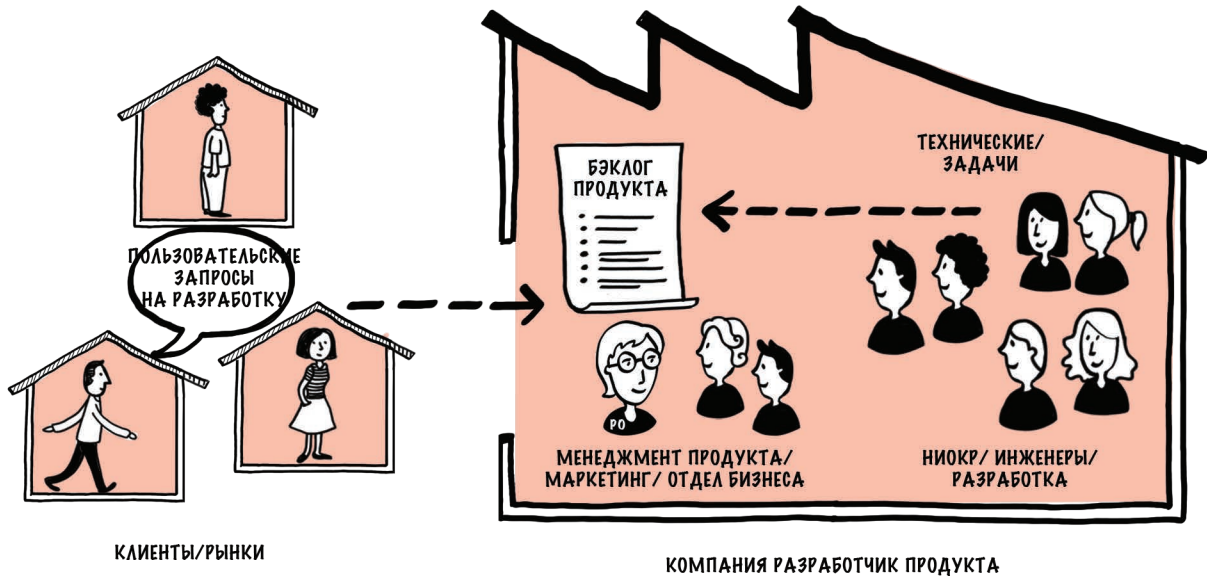 ТЕХНИЧЕСКИЕ/
ЗАДАЧИ
БЭКЛОГ
ПРОДУКТА
ПОЛЬЗОВАТЕЛЬСКИЕ
ЗАПРОСЫ
НА РАЗРАБОТКУ
PO
МЕНЕДЖМЕНТ ПРОДУКТА/
МАРКЕТИНГ/ ОТДЕЛ БИЗНЕСА
НИОКР/ ИНЖЕНЕРЫ/
РАЗРАБОТКА
КЛИЕНТЫ/РЫНКИ
КОМПАНИЯ РАЗРАБОТЧИК ПРОДУКТА